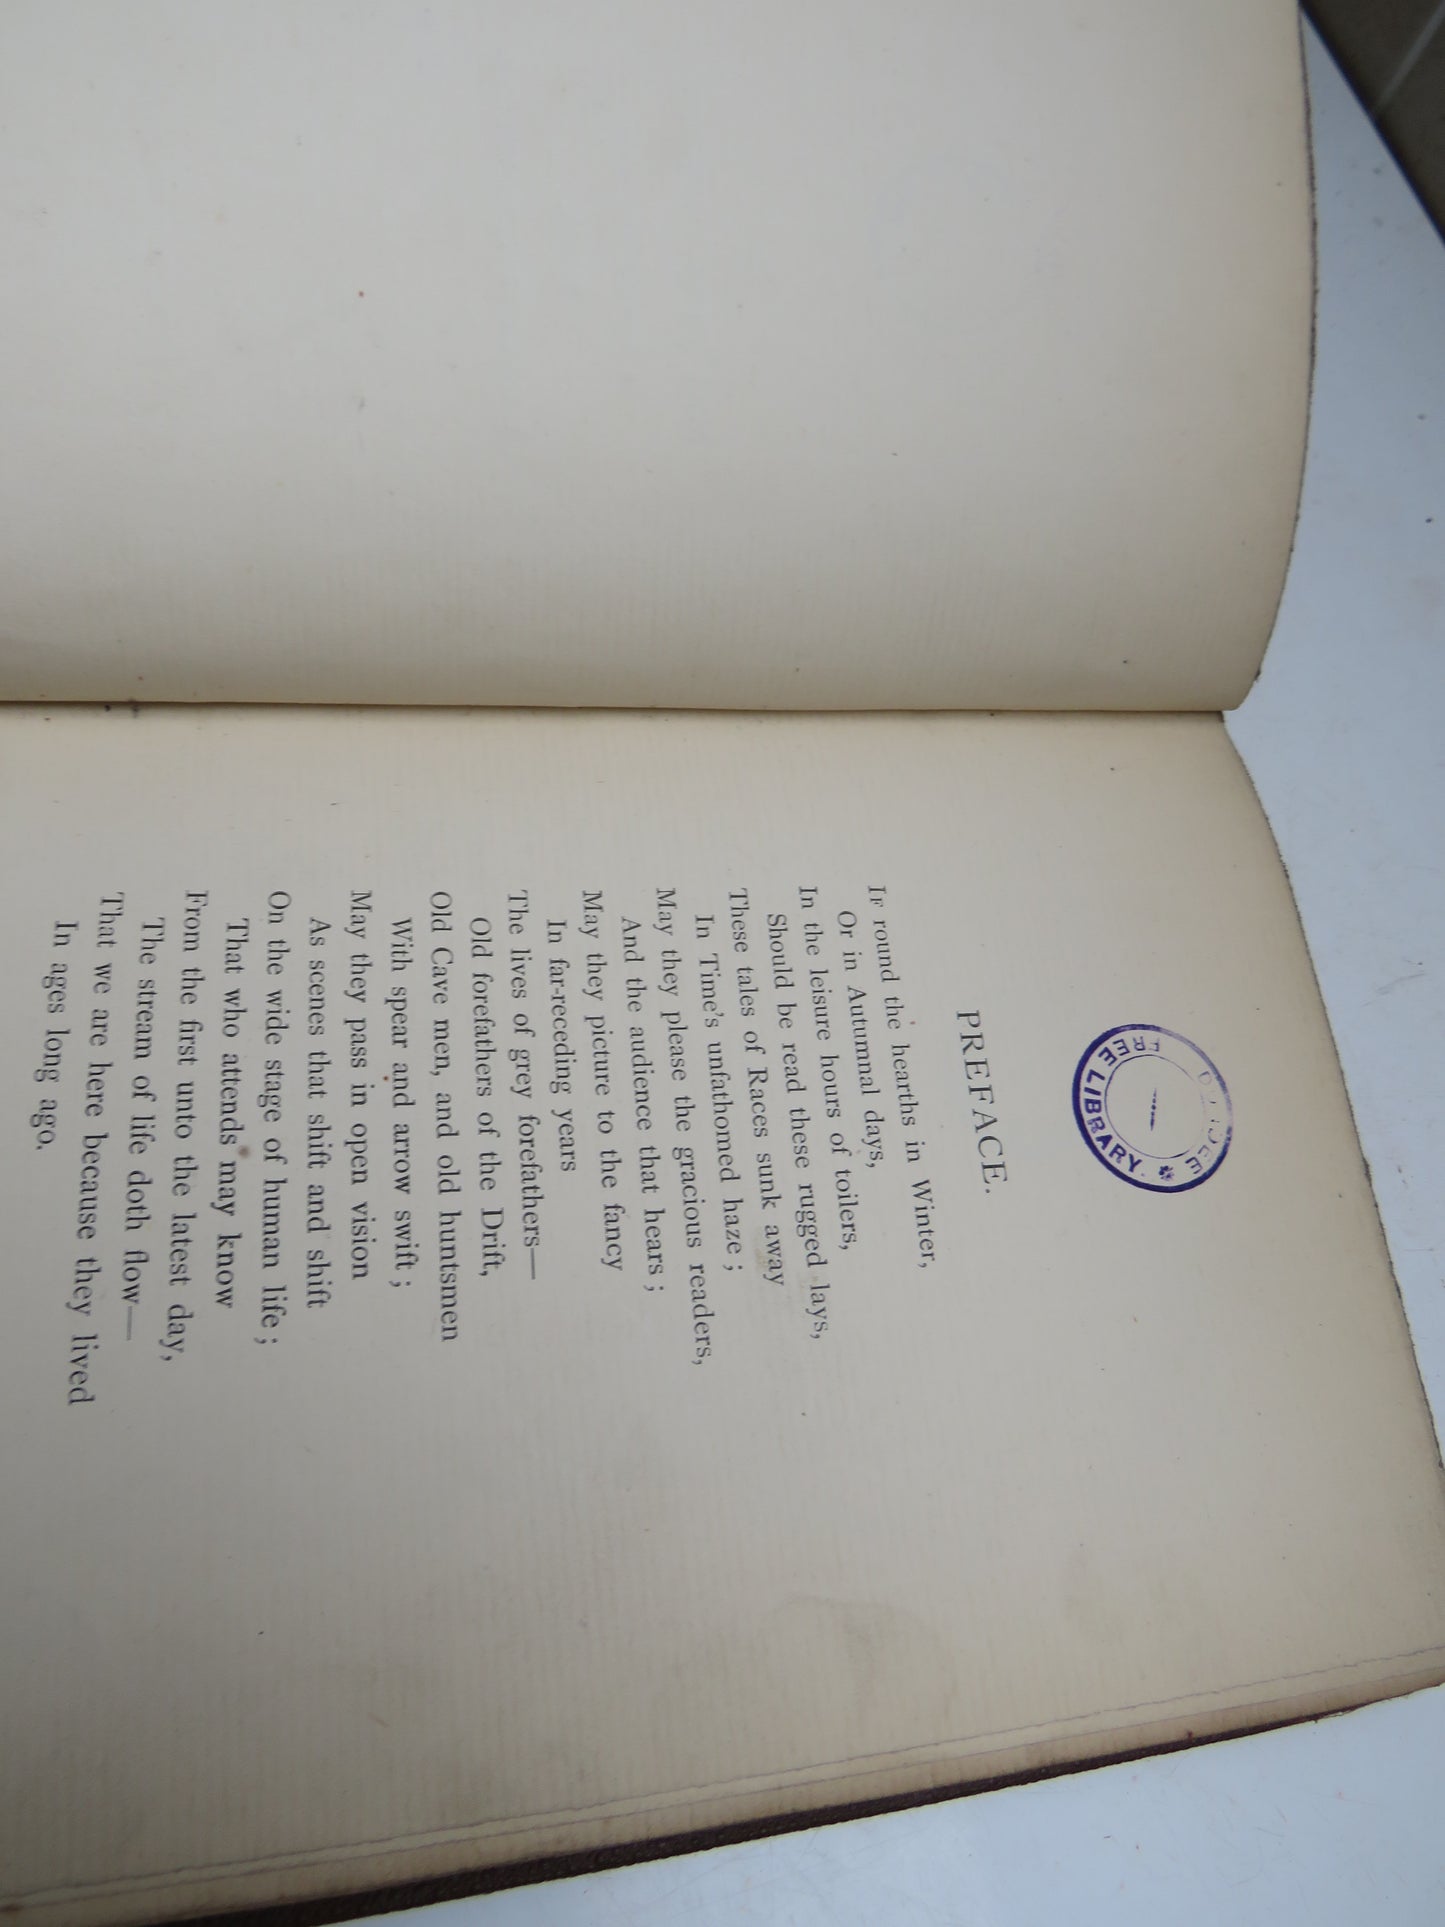 FREE LIBRARY.
PREFACE.
IF round the hearths in Winter,
Or in Autumnal days,
In the leisure hours of toilers,
Should be read these rugged lays,
These tales of Races sunk away
In Time's unfathomed haze ;
May they please the gracious readers,
And the audience that hears ;
May they picture to the fancy
In far-receding years
The lives of grey forefathers—
Old forefathers of the Drift,
Old Cave men, and old huntsmen
With spear and arrow swift ;
May they pass in open vision
As scenes that shift and shift
On the wide stage of human life ;
That who attends may know
From the first unto the latest day,
The stream of life doth flow—
That we are here because they lived
In ages long ago.